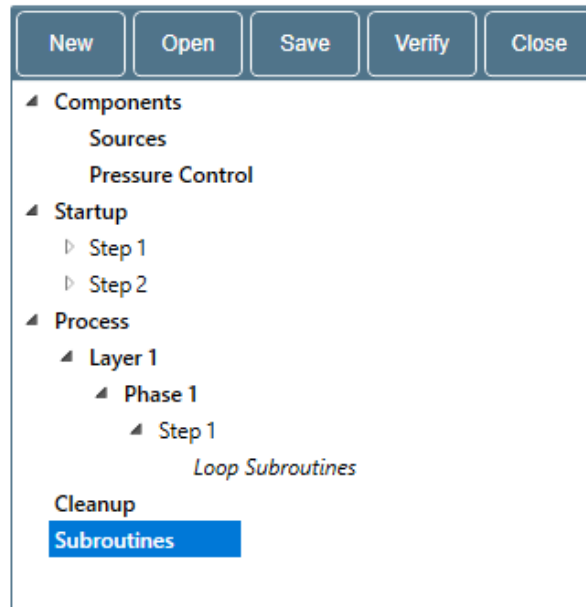 New Open Save Verify Close
Components
Sources
Pressure Control
Startup
Step 1
Step 2
Process
Layer 1
Phase 1
Step 1
Loop Subroutines
Cleanup
Subroutines